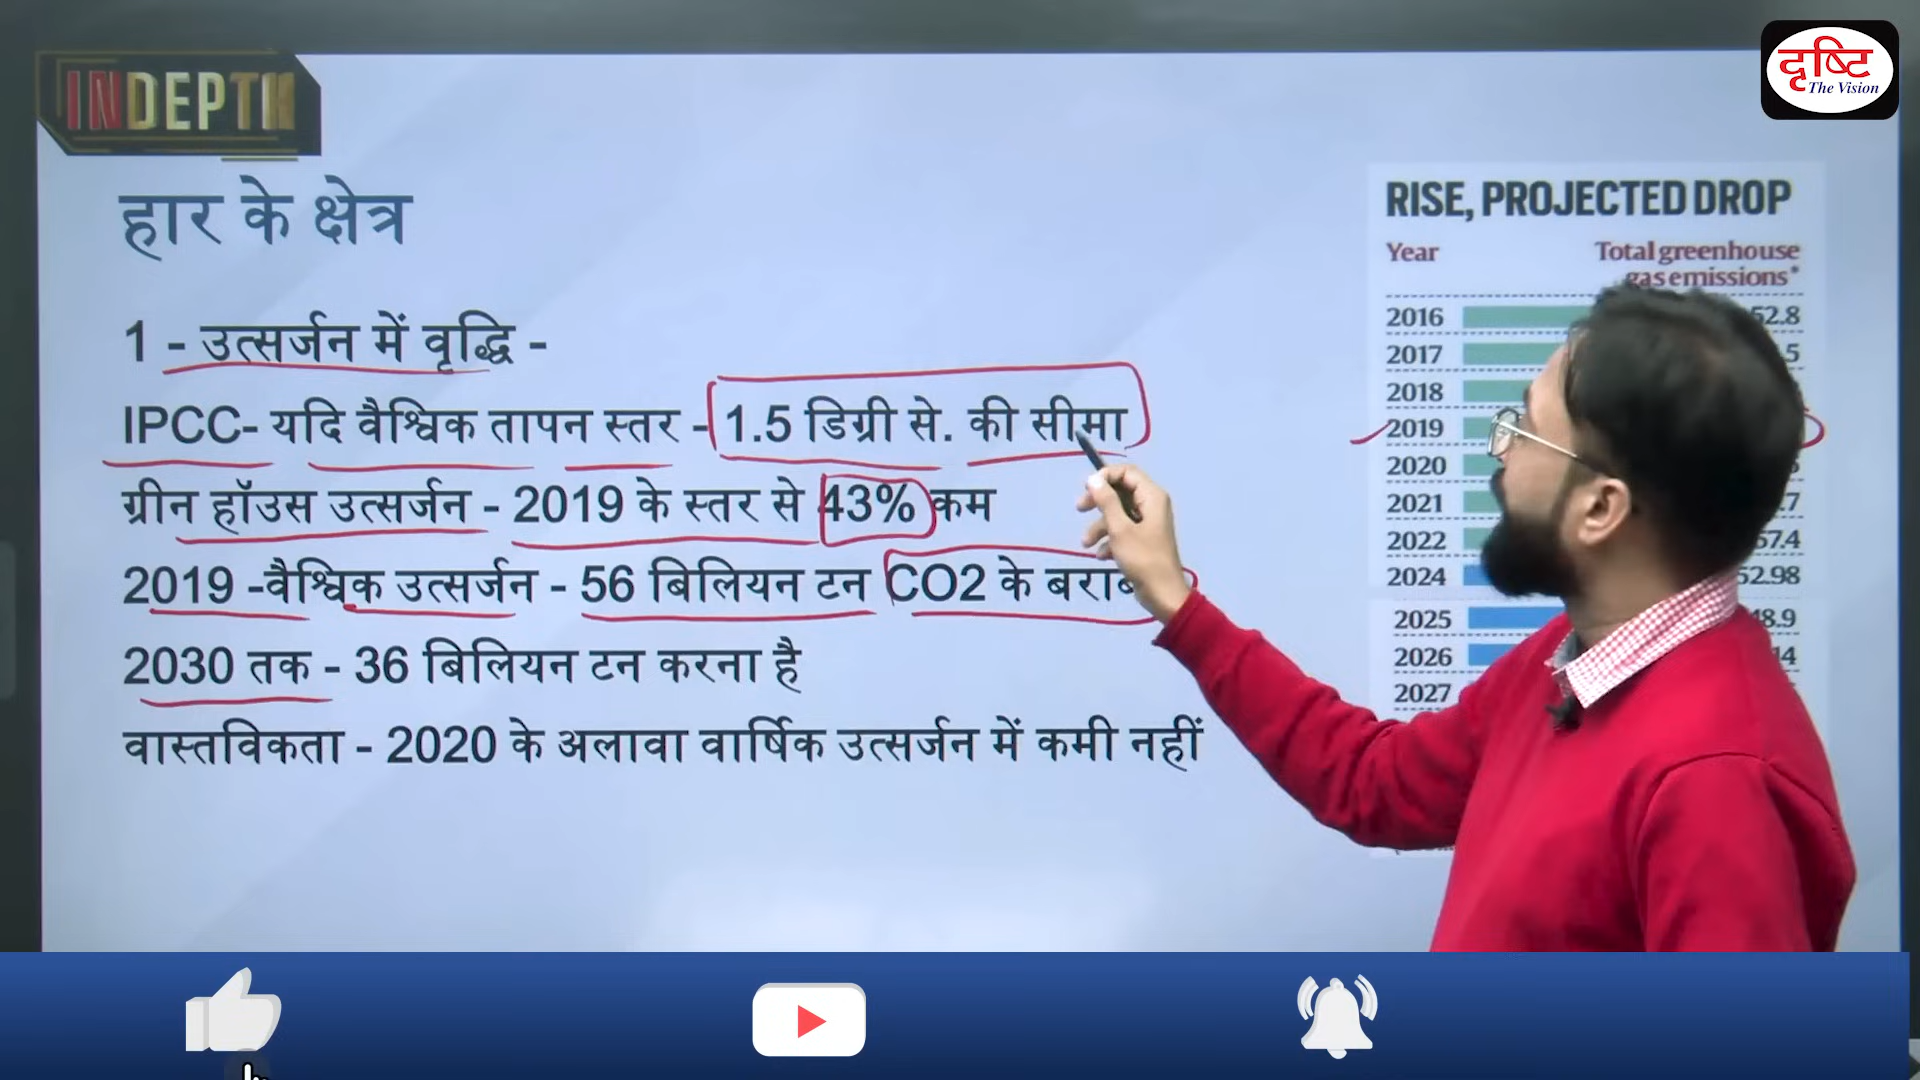 INDEPTH
दृष्टि
The Vision
हार के क्षेत्र
1 - उत्सर्जन में वृद्धि -
IPCC- यदि वैश्विक तापन स्तर - 1.5 डिग्री से. की सीमा
ग्रीन हॉउस उत्सर्जन - 2019 के स्तर से 43% कम
2019 -वैश्विक उत्सर्जन - 56 बिलियन टन CO2 के
2030 तक - 36 बिलियन टन करना है
वास्तविकता - 2020 के अलावा वार्षिक उत्सर्जन में कमी नहीं
RISE, PROJECTED DROP
Year Total greenhouse
gas emissions*
2016 52.8
2017
2018
2019
2020
2021
2022 57.4
2024 52.98
2025 48.9
2026
2027